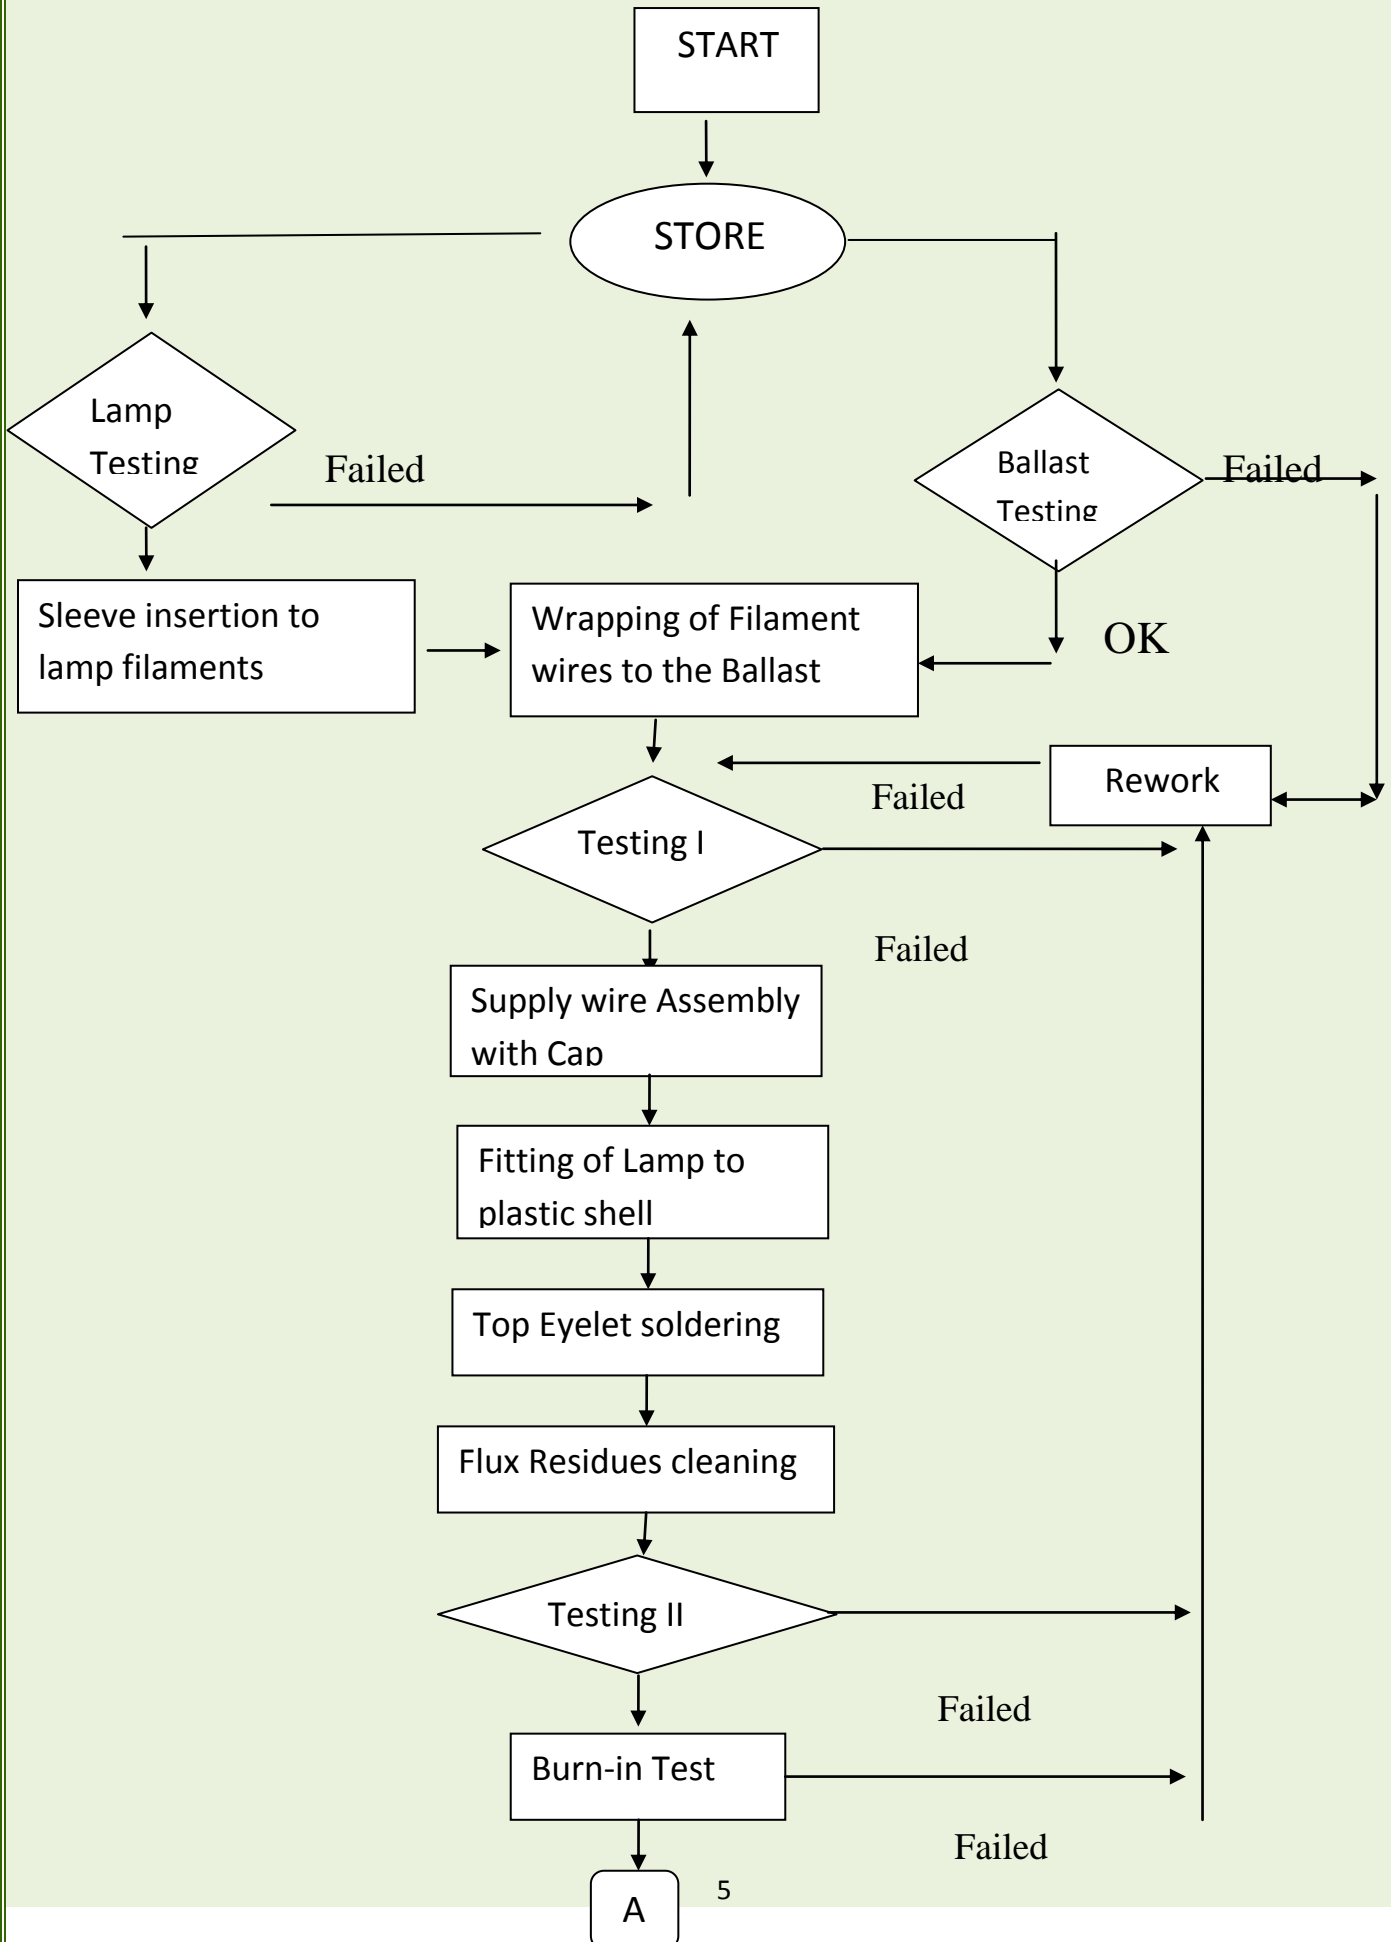 START
STORE
Lamp
Testing
Failed
Ballast
Testing
Failed
Sleeve insertion to
lamp filaments
Wrapping of Filament
wires to the Ballast
OK
Rework
Failed
Testing I
Failed
Supply wire Assembly
with Cap
Fitting of Lamp to
plastic shell
Top Eyelet soldering
Flux Residues cleaning
Testing II
Failed
Burn-in Test
Failed
5
A